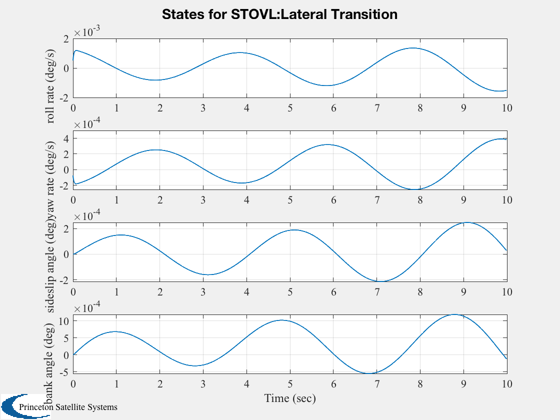 States for STOVL:Lateral Transition
×10⁻³
roll rate (deg/s)
2
0
-2
0 1 2 3 4 5 6 7 8 9 10
×10⁻⁴
yaw rate (deg/s)
4
2
0
-2
0 1 2 3 4 5 6 7 8 9 10
×10⁻⁴
sideslip angle (deg)
2
0
-2
0 1 2 3 4 5 6 7 8 9 10
×10⁻⁴
bank angle (deg)
10
5
0
-5
0 1 2 3 4 5 6 7 8 9 10
Time (sec)
Princeton Satellite Systems